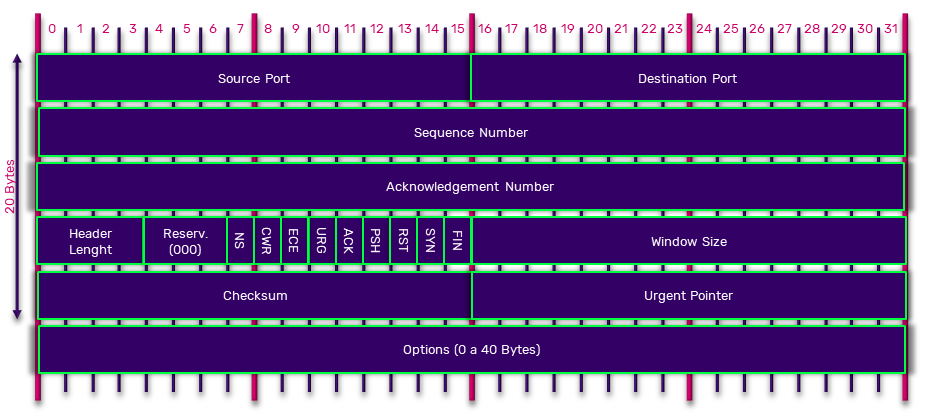 0 1 2 3 4 5 6 7 8 9 10 11 12 13 14 15 16 17 18 19 20 21 22 23 24 25 26 27 28 29 30 31
20 Bytes
Source Port
Destination Port
Sequence Number
Acknowledgement Number
Header
Lenght
Reserv.
(000)
NS
CWR
ECE
URG
ACK
PSH
RST
SYN
FIN
Window Size
Checksum
Urgent Pointer
Options (0 a 40 Bytes)